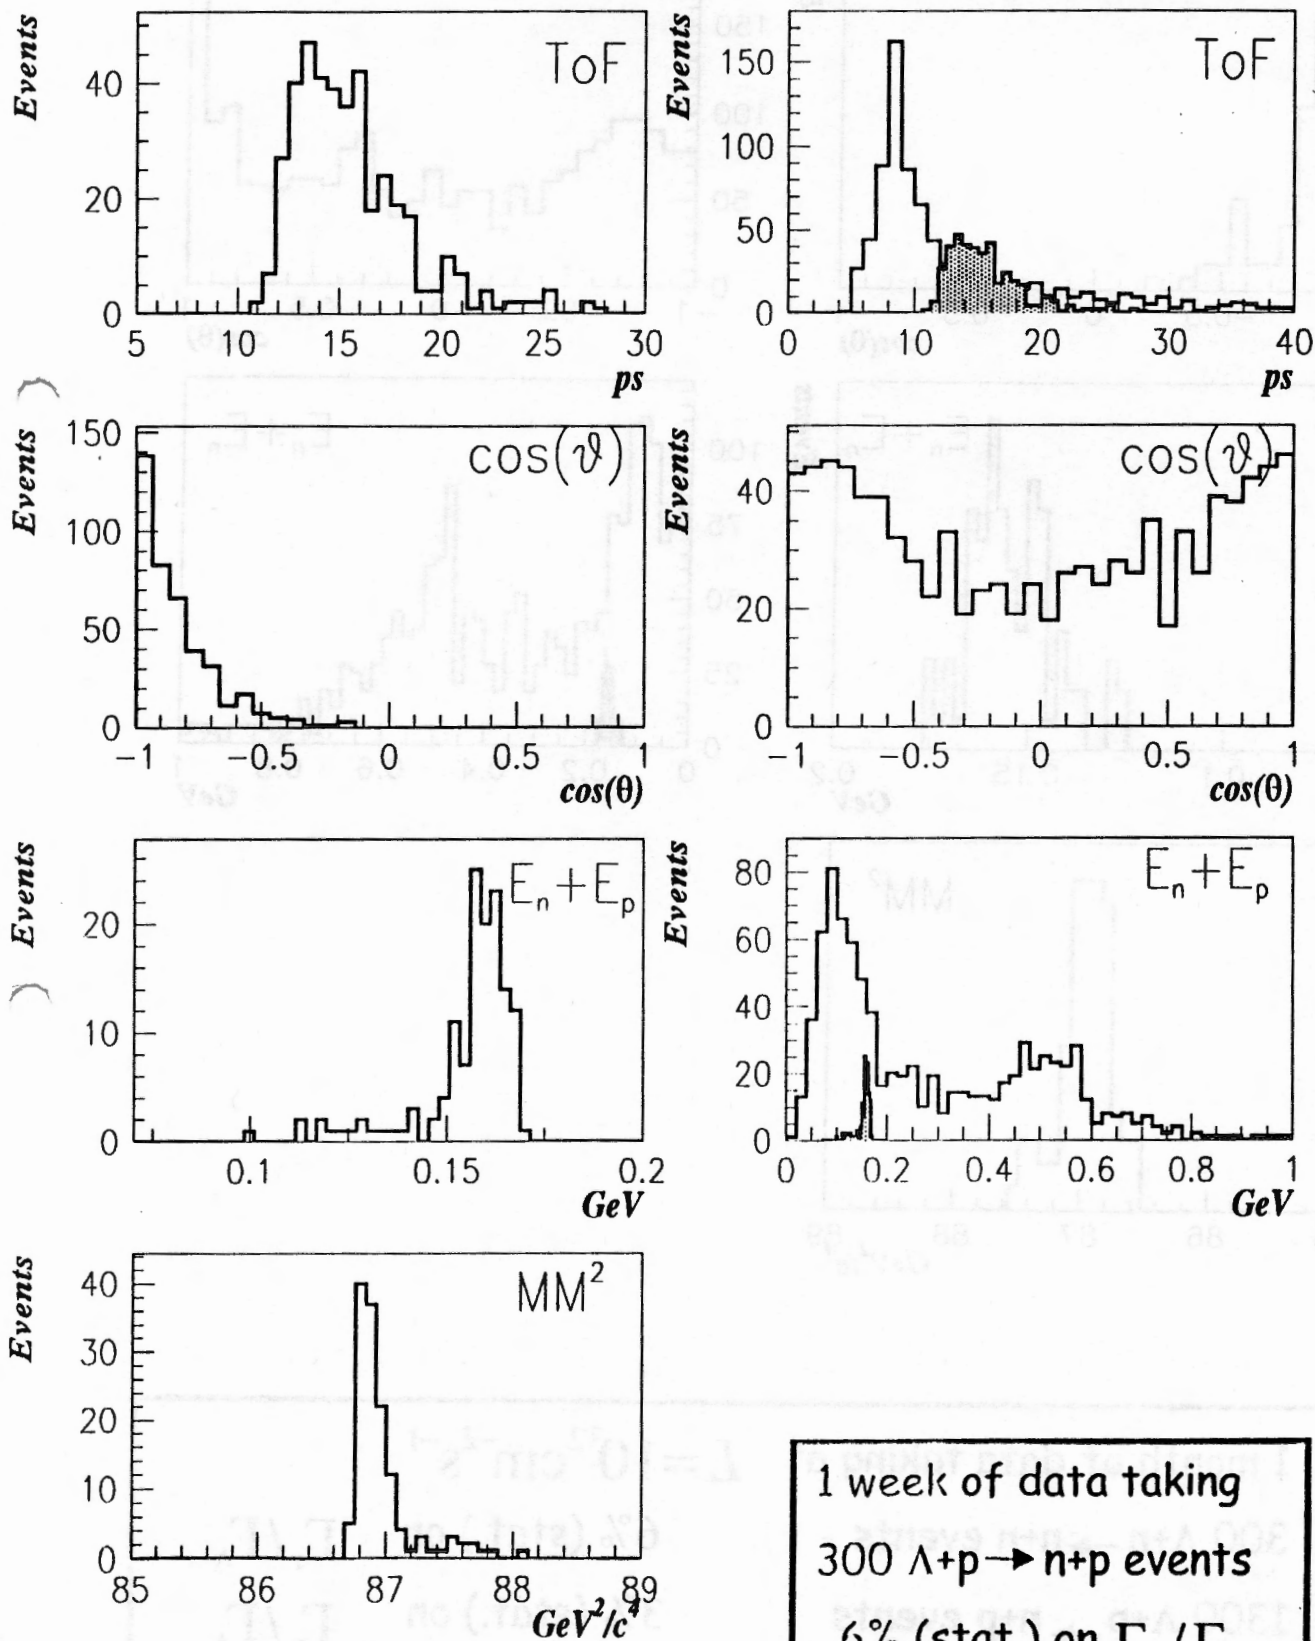 Events
ToF
40
20
0
5 10 15 20 25 30
ps
Events
ToF
150
100
50
0
0 10 20 30 40
ps
Events
cos(ϑ)
150
100
50
0
−1 −0.5 0 0.5 1
cos(θ)
Events
cos(ϑ)
40
20
0
−1 −0.5 0 0.5 1
cos(θ)
Events
Eₙ+Eₚ
20
10
0
0.1 0.15 0.2
GeV
Events
Eₙ+Eₚ
80
60
40
20
0
0 0.2 0.4 0.6 0.8 1
GeV
Events
MM²
40
30
20
10
0
85 86 87 88 89
GeV²/c⁴
1 week of data taking
300 Λ+p → n+p events
6% (stat.) on Γ /Γ